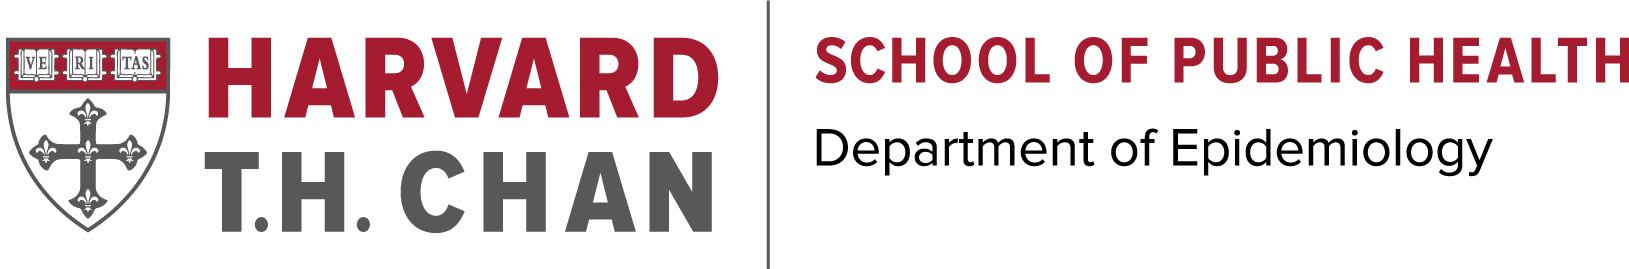 VE RI TAS
HARVARD
T.H. CHAN
SCHOOL OF PUBLIC HEALTH
Department of Epidemiology